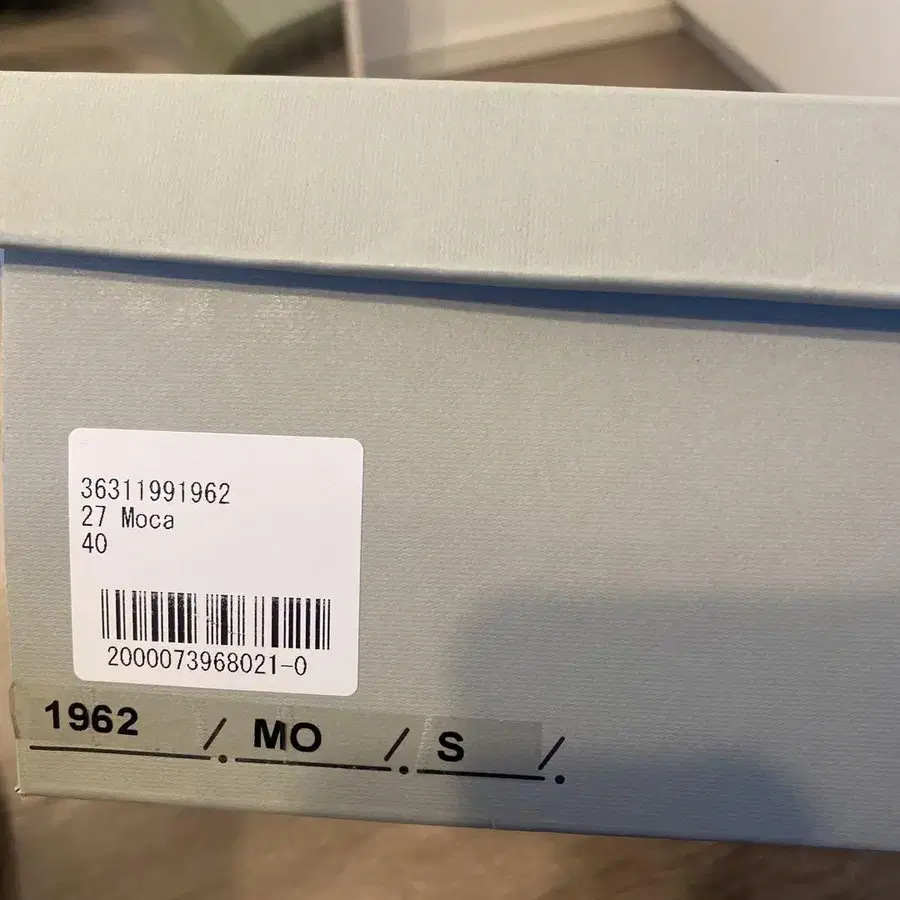 36311991962
27 Moca
40
2000073968021-0
1962 /. MO /. S /.